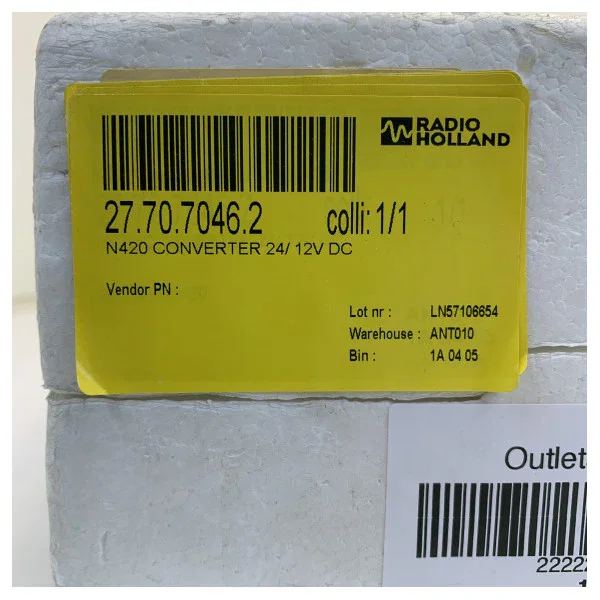 RADIO
HOLLAND
27.70.7046.2 colli: 1/1
N420 CONVERTER 24/ 12V DC
Vendor PN :
Lot nr : LN57106654
Warehouse : ANT010
Bin : 1A 04 05
Outlet
22222